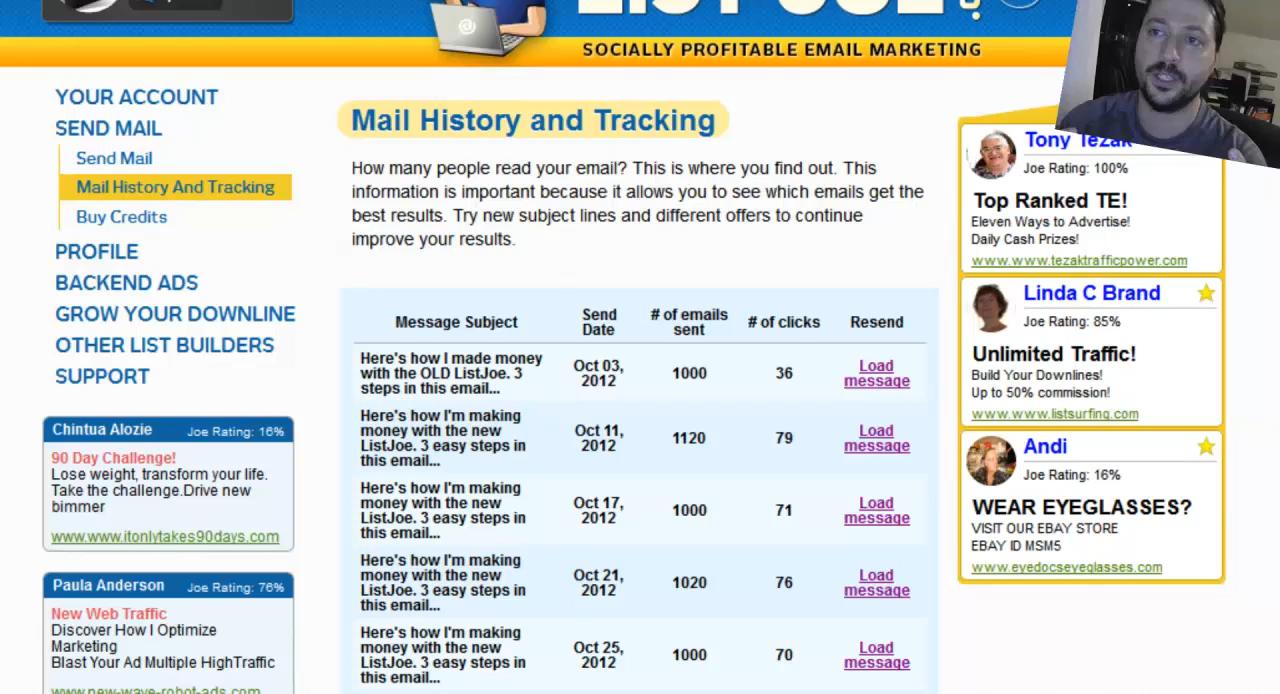 SOCIALLY PROFITABLE EMAIL MARKETING
YOUR ACCOUNT
SEND MAIL
Send Mail
Mail History And Tracking
Buy Credits
PROFILE
BACKEND ADS
GROW YOUR DOWNLINE
OTHER LIST BUILDERS
SUPPORT
Chintua Alozie Joe Rating: 16%
90 Day Challenge!
Lose weight, transform your life.
Take the challenge.Drive new
bimmer
www.www.itonlytakes90days.com
Paula Anderson Joe Rating: 76%
New Web Traffic
Discover How I Optimize
Marketing
Blast Your Ad Multiple HighTraffic
www.new-wave-robot-ads.com
Mail History and Tracking
How many people read your email? This is where you find out. This
information is important because it allows you to see which emails get the
best results. Try new subject lines and different offers to continue
improve your results.
Message Subject Send Date # of emails sent # of clicks Resend
Here's how I made money
with the OLD ListJoe. 3
steps in this email...
Oct 03,
2012
1000
36
Load
message
Here's how I'm making
money with the new
ListJoe. 3 easy steps in
this email...
Oct 11,
2012
1120
79
Load
message
Here's how I'm making
money with the new
ListJoe. 3 easy steps in
this email...
Oct 17,
2012
1000
71
Load
message
Here's how I'm making
money with the new
ListJoe. 3 easy steps in
this email...
Oct 21,
2012
1020
76
Load
message
Here's how I'm making
money with the new
ListJoe. 3 easy steps in
this email...
Oct 25,
2012
1000
70
Load
message
Tony Tezak
Joe Rating: 100%
Top Ranked TE!
Eleven Ways to Advertise!
Daily Cash Prizes!
www.www.tezaktrafficpower.com
Linda C Brand
Joe Rating: 85%
Unlimited Traffic!
Build Your Downlines!
Up to 50% commission!
www.www.listsurfing.com
Andi
Joe Rating: 16%
WEAR EYEGLASSES?
VISIT OUR EBAY STORE
EBAY ID MSM5
www.eyedocseyeglasses.com